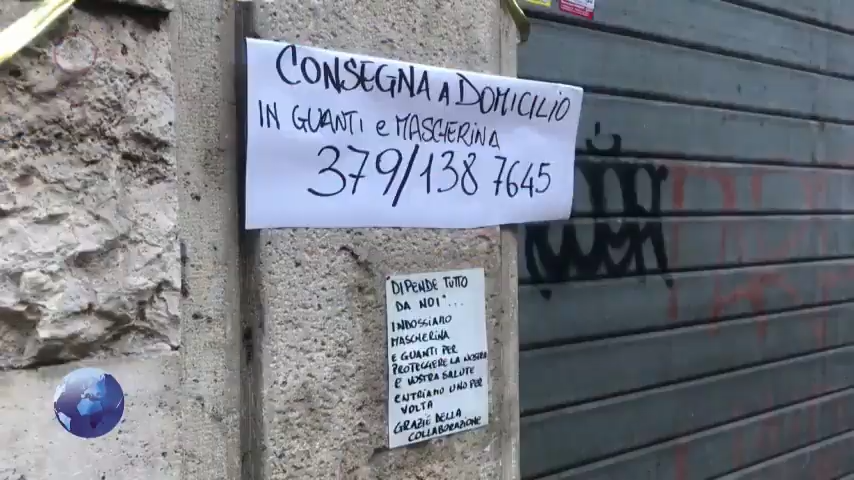 CONSEGNA A DOMICILIO
IN GUANTI e MASCHERINA
379/138 7645
DIPENDE TUTTO
DA NOI...
INDOSSIAMO
MASCHERINA
E GUANTI PER
PROTEGGERE LA NOSTRA
E VOSTRA SALUTE
ENTRIAMO UNO PER
VOLTA
GRAZIE DELLA
COLLABORAZIONE